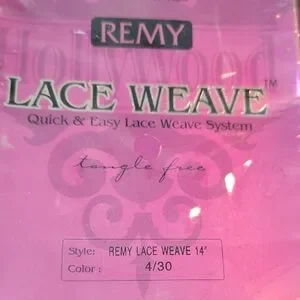 REMY
Hollywood
LACE WEAVE™
Quick & Easy Lace Weave System
tangle free
Style: REMY LACE WEAVE 14"
Color: 4/30